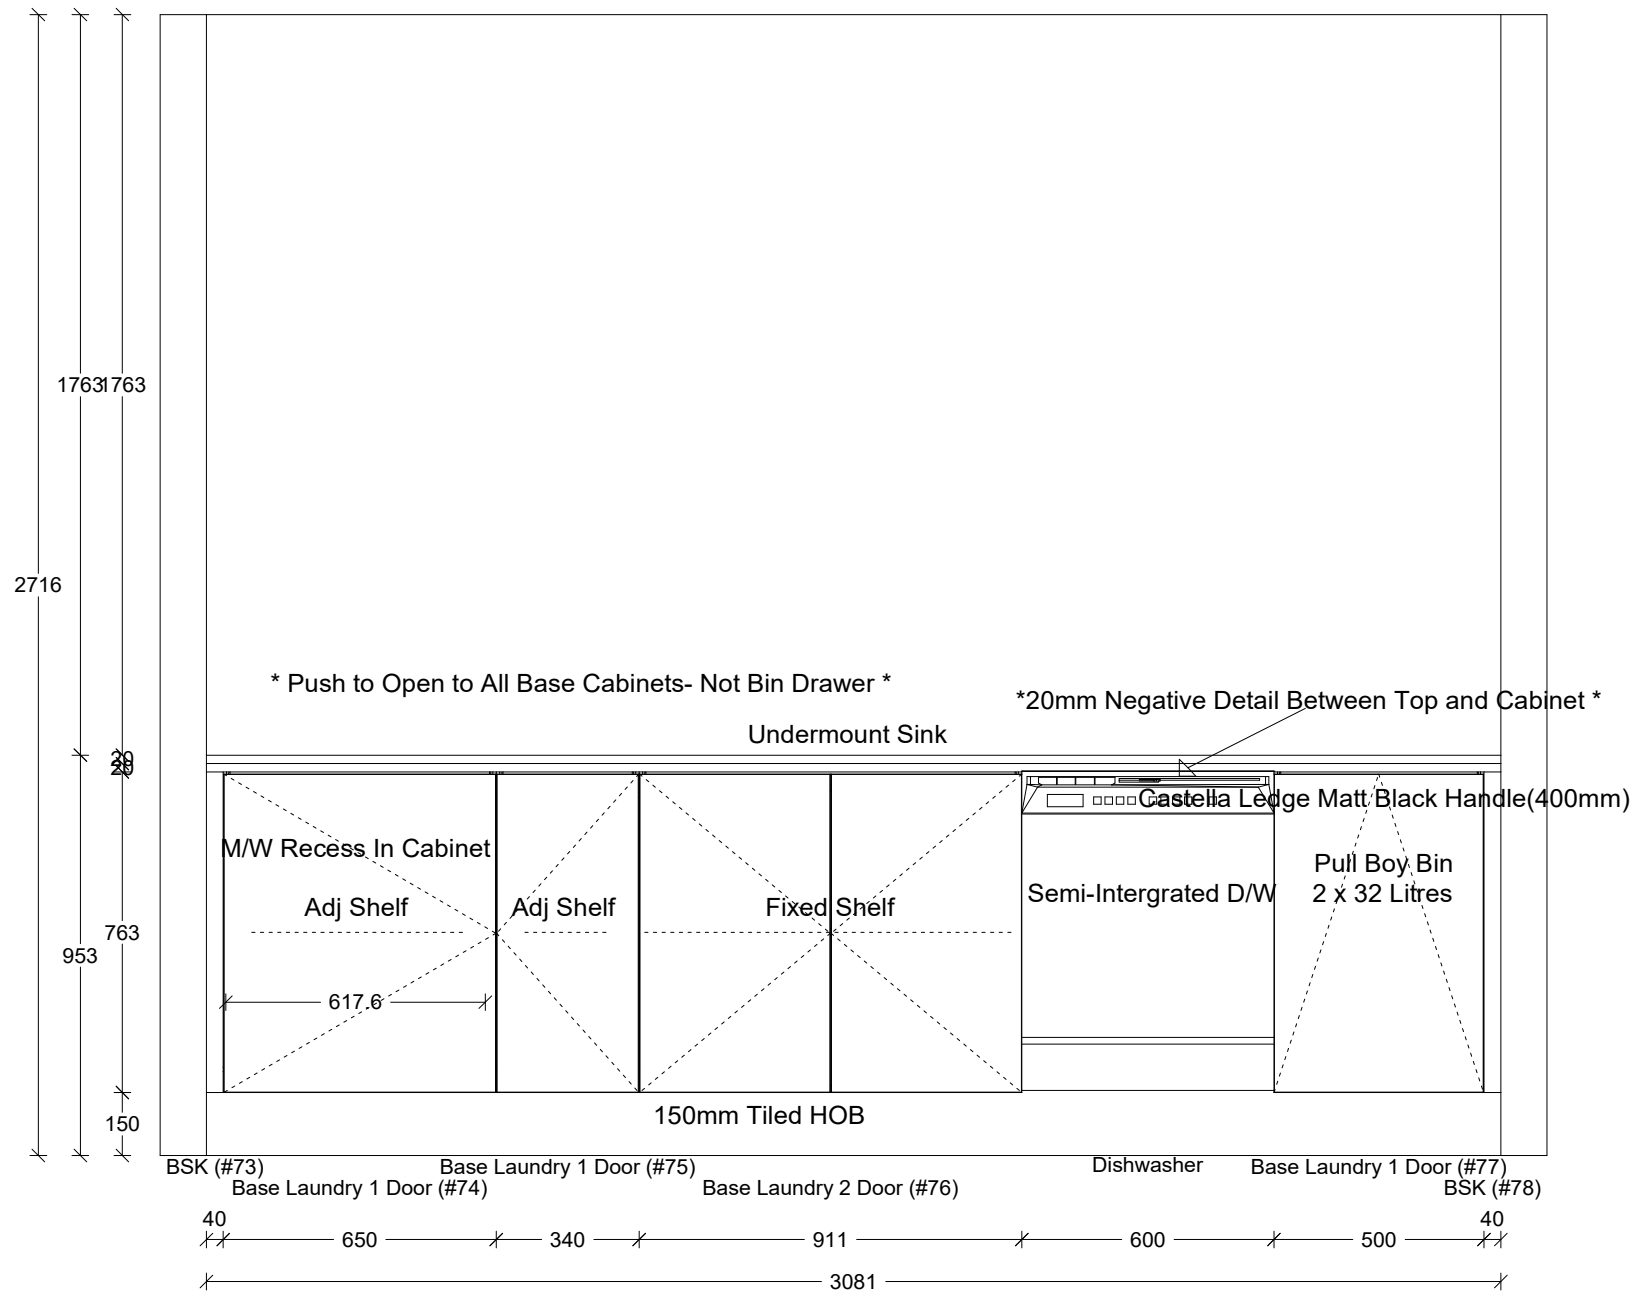 1763
1763
2716
* Push to Open to All Base Cabinets- Not Bin Drawer *
*20mm Negative Detail Between Top and Cabinet *
Undermount Sink
20
20
Castella Ledge Matt Black Handle(400mm)
M/W Recess In Cabinet
Pull Boy Bin
2 x 32 Litres
Semi-Intergrated D/W
Adj Shelf
Adj Shelf
Fixed Shelf
763
953
617.6
150mm Tiled HOB
150
BSK (#73)
Base Laundry 1 Door (#75)
Dishwasher
Base Laundry 1 Door (#77)
Base Laundry 1 Door (#74)
Base Laundry 2 Door (#76)
BSK (#78)
40
40
650
340
911
600
500
3081